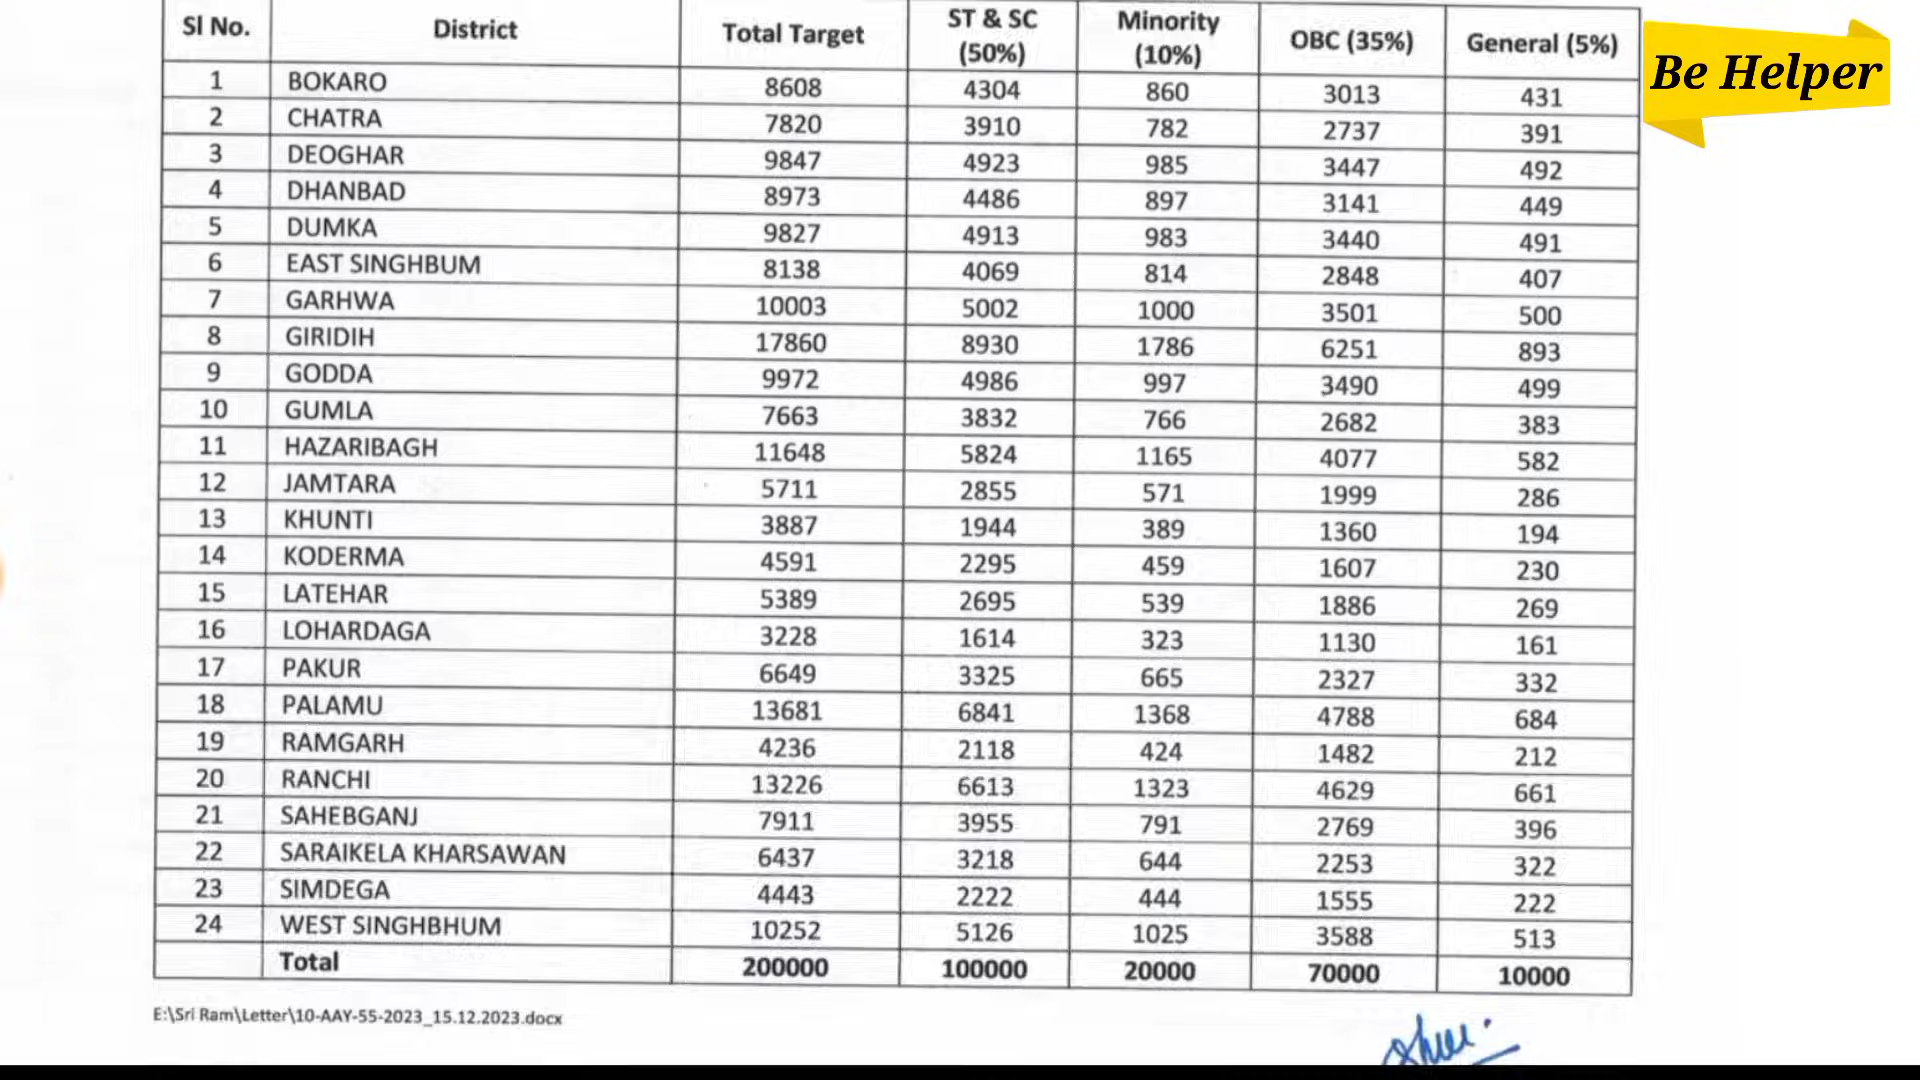 Sl No. District Total Target ST & SC (50%) Minority (10%) OBC (35%) General (5%)
1 BOKARO 8608 4304 860 3013 431
2 CHATRA 7820 3910 782 2737 391
3 DEOGHAR 9847 4923 985 3447 492
4 DHANBAD 8973 4486 897 3141 449
5 DUMKA 9827 4913 983 3440 491
6 EAST SINGHBUM 8138 4069 814 2848 407
7 GARHWA 10003 5002 1000 3501 500
8 GIRIDIH 17860 8930 1786 6251 893
9 GODDA 9972 4986 997 3490 499
10 GUMLA 7663 3832 766 2682 383
11 HAZARIBAGH 11648 5824 1165 4077 582
12 JAMTARA 5711 2855 571 1999 286
13 KHUNTI 3887 1944 389 1360 194
14 KODERMA 4591 2295 459 1607 230
15 LATEHAR 5389 2695 539 1886 269
16 LOHARDAGA 3228 1614 323 1130 161
17 PAKUR 6649 3325 665 2327 332
18 PALAMU 13681 6841 1368 4788 684
19 RAMGARH 4236 2118 424 1482 212
20 RANCHI 13226 6613 1323 4629 661
21 SAHEBGANJ 7911 3955 791 2769 396
22 SARAIKELA KHARSAWAN 6437 3218 644 2253 322
23 SIMDEGA 4443 2222 444 1555 222
24 WEST SINGHBHUM 10252 5126 1025 3588 513
Total 200000 100000 20000 70000 10000
E:\Sri Ram\Letter\10-AAY-55-2023_15.12.2023.docx
Be Helper